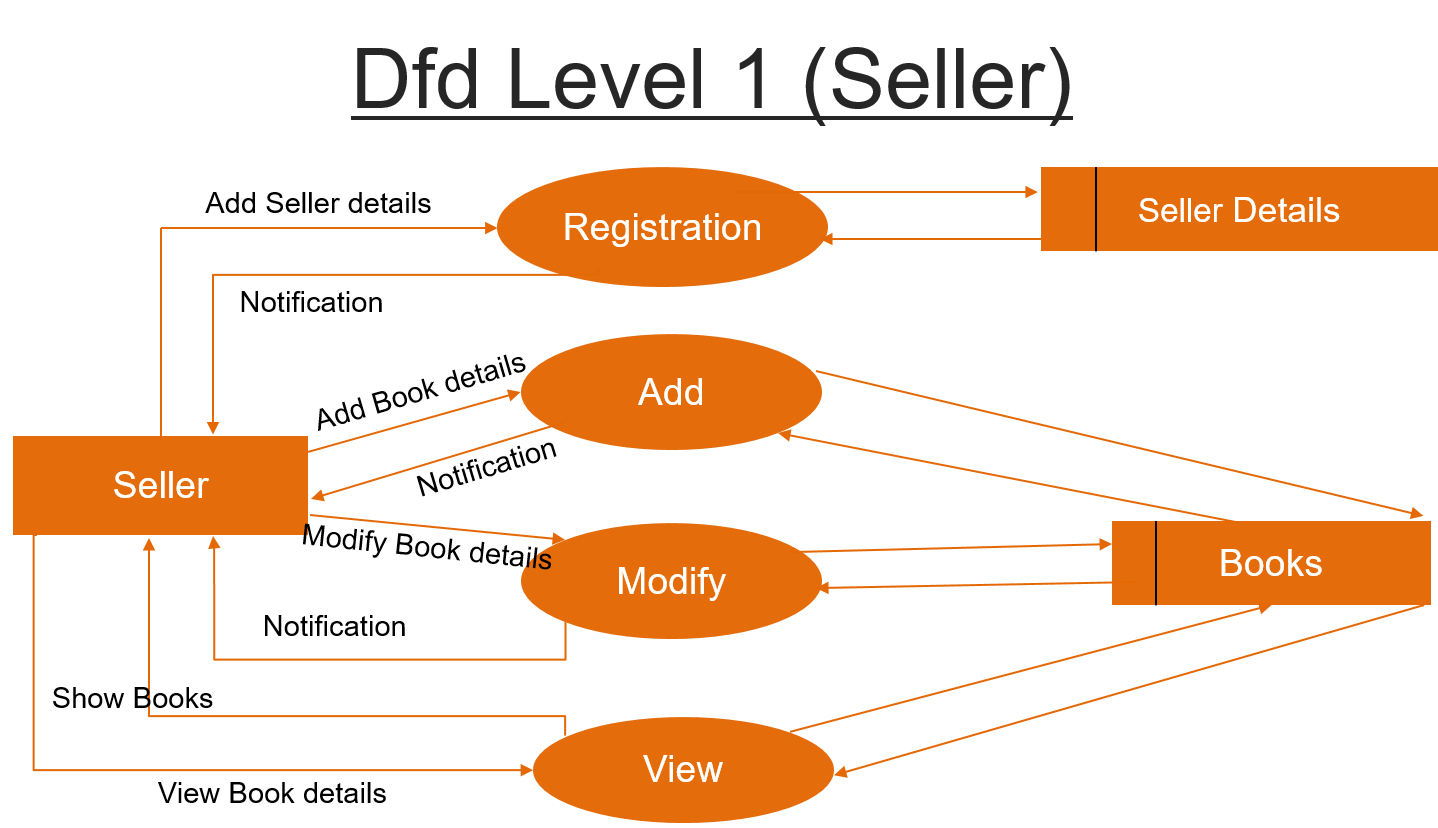 Dfd Level 1 (Seller)
Add Seller details
Registration
Seller Details
Notification
Add Book details
Add
Notification
Seller
Modify Book details
Modify
Books
Notification
Show Books
View
View Book details